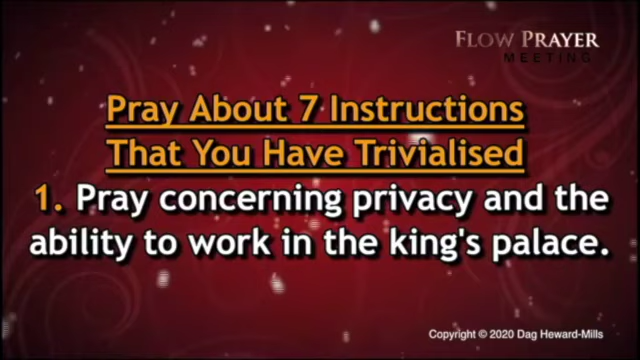 FLOW PRAYER
MEETING
Pray About 7 Instructions
That You Have Trivialised
1. Pray concerning privacy and the
ability to work in the king's palace.
Copyright © 2020 Dag Heward-Mills